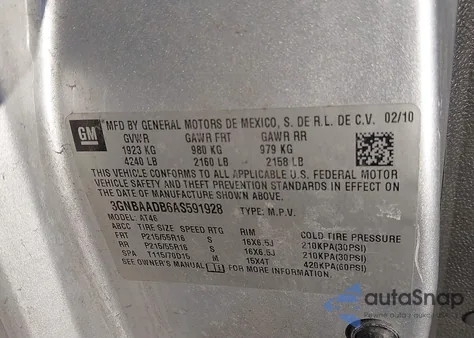 GM
MFD BY GENERAL MOTORS DE MEXICO, S. DE R.L. DE C.V. 02/10
GVWR GAWR FRT GAWR RR
1923 KG 980 KG 979 KG
4240 LB 2160 LB 2158 LB
THIS VEHICLE CONFORMS TO ALL APPLICABLE U.S. FEDERAL MOTOR
VEHICLE SAFETY AND THEFT PREVENTION STANDARDS IN EFFECT ON
THE DATE OF MANUFACTURE SHOWN ABOVE.
3GNBAADB6AS591928 TYPE: M.P.V.
AT46
ABCC TIRE SIZE SPEED RTG RIM COLD TIRE PRESSURE
FRT P215/55R16 S 16X6.5J 210KPA(30PSI)
RR P215/55R16 S 16X6.5J 210KPA(30PSI)
SPA T115/70D15 M 15X4T 420KPA(60PSI)
SEE OWNER'S MANUAL FOR MORE INFORMATION
autoSnap